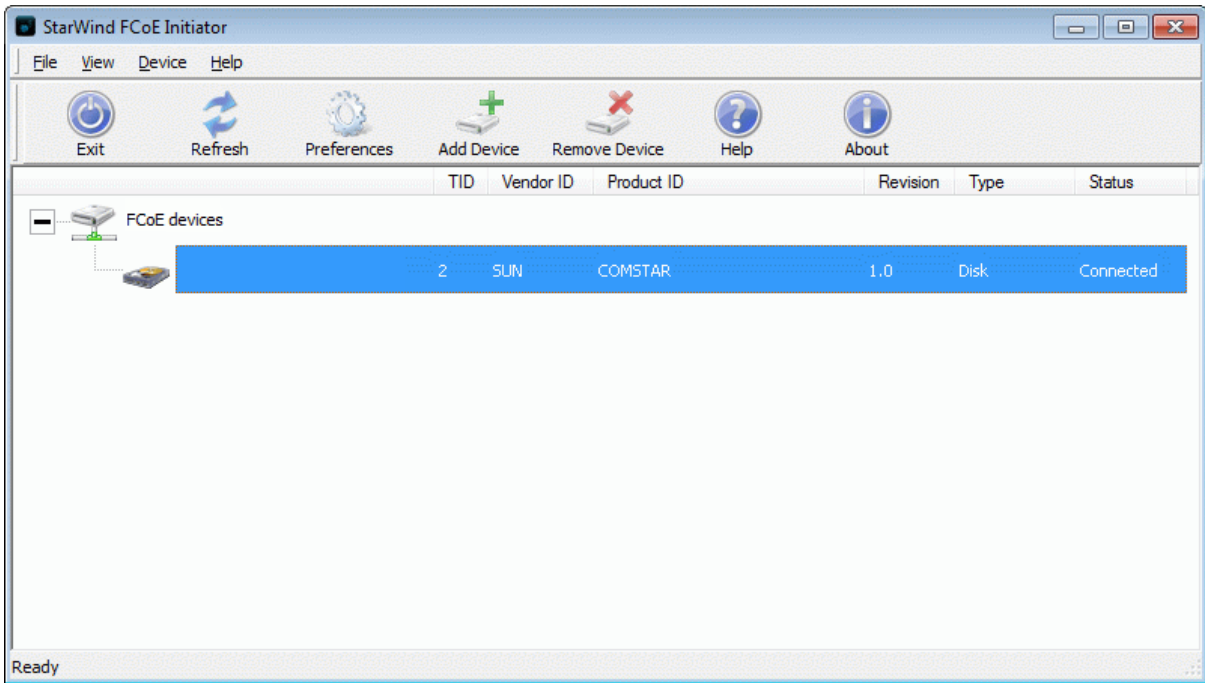 StarWind FCoE Initiator
File View Device Help
Exit Refresh Preferences Add Device Remove Device Help About
TID Vendor ID Product ID Revision Type Status
FCoE devices
2 SUN COMSTAR 1.0 Disk Connected
Ready